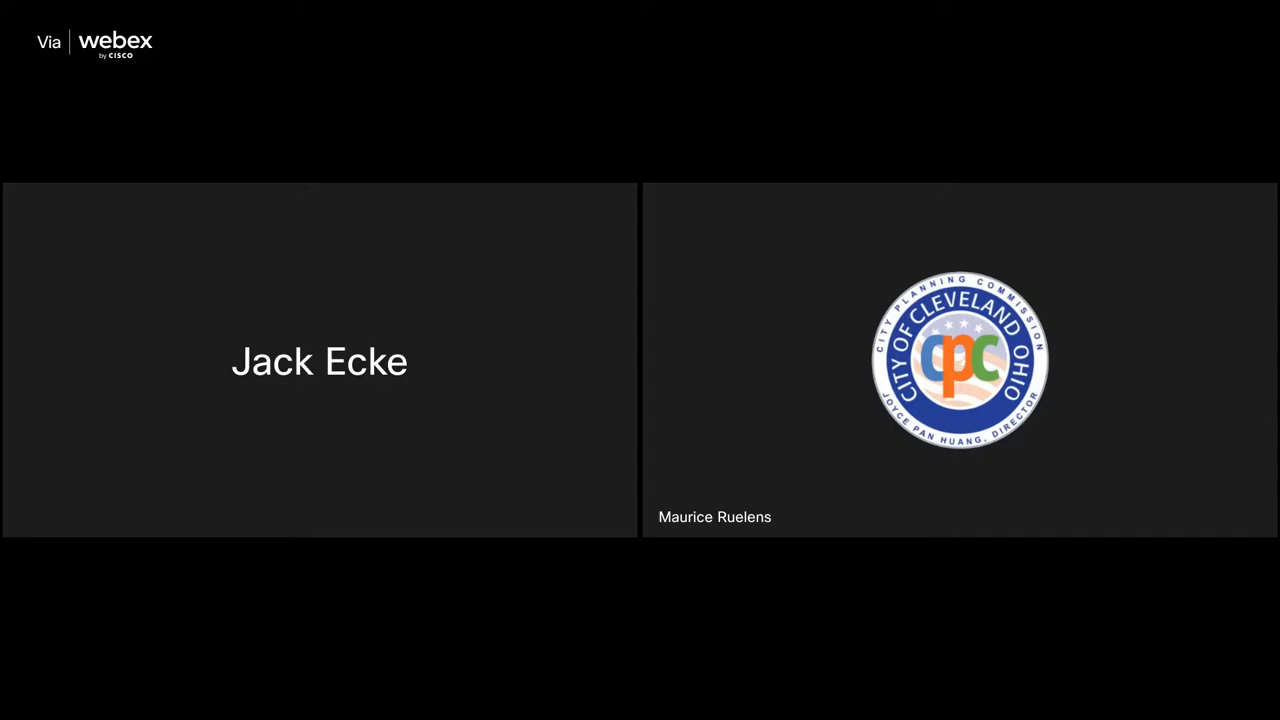 Via webex
by CISCO
Jack Ecke
CITY PLANNING COMMISSION
CITY OF CLEVELAND OHIO
cpc
JOYCE PAN HUANG, DIRECTOR
Maurice Ruelens